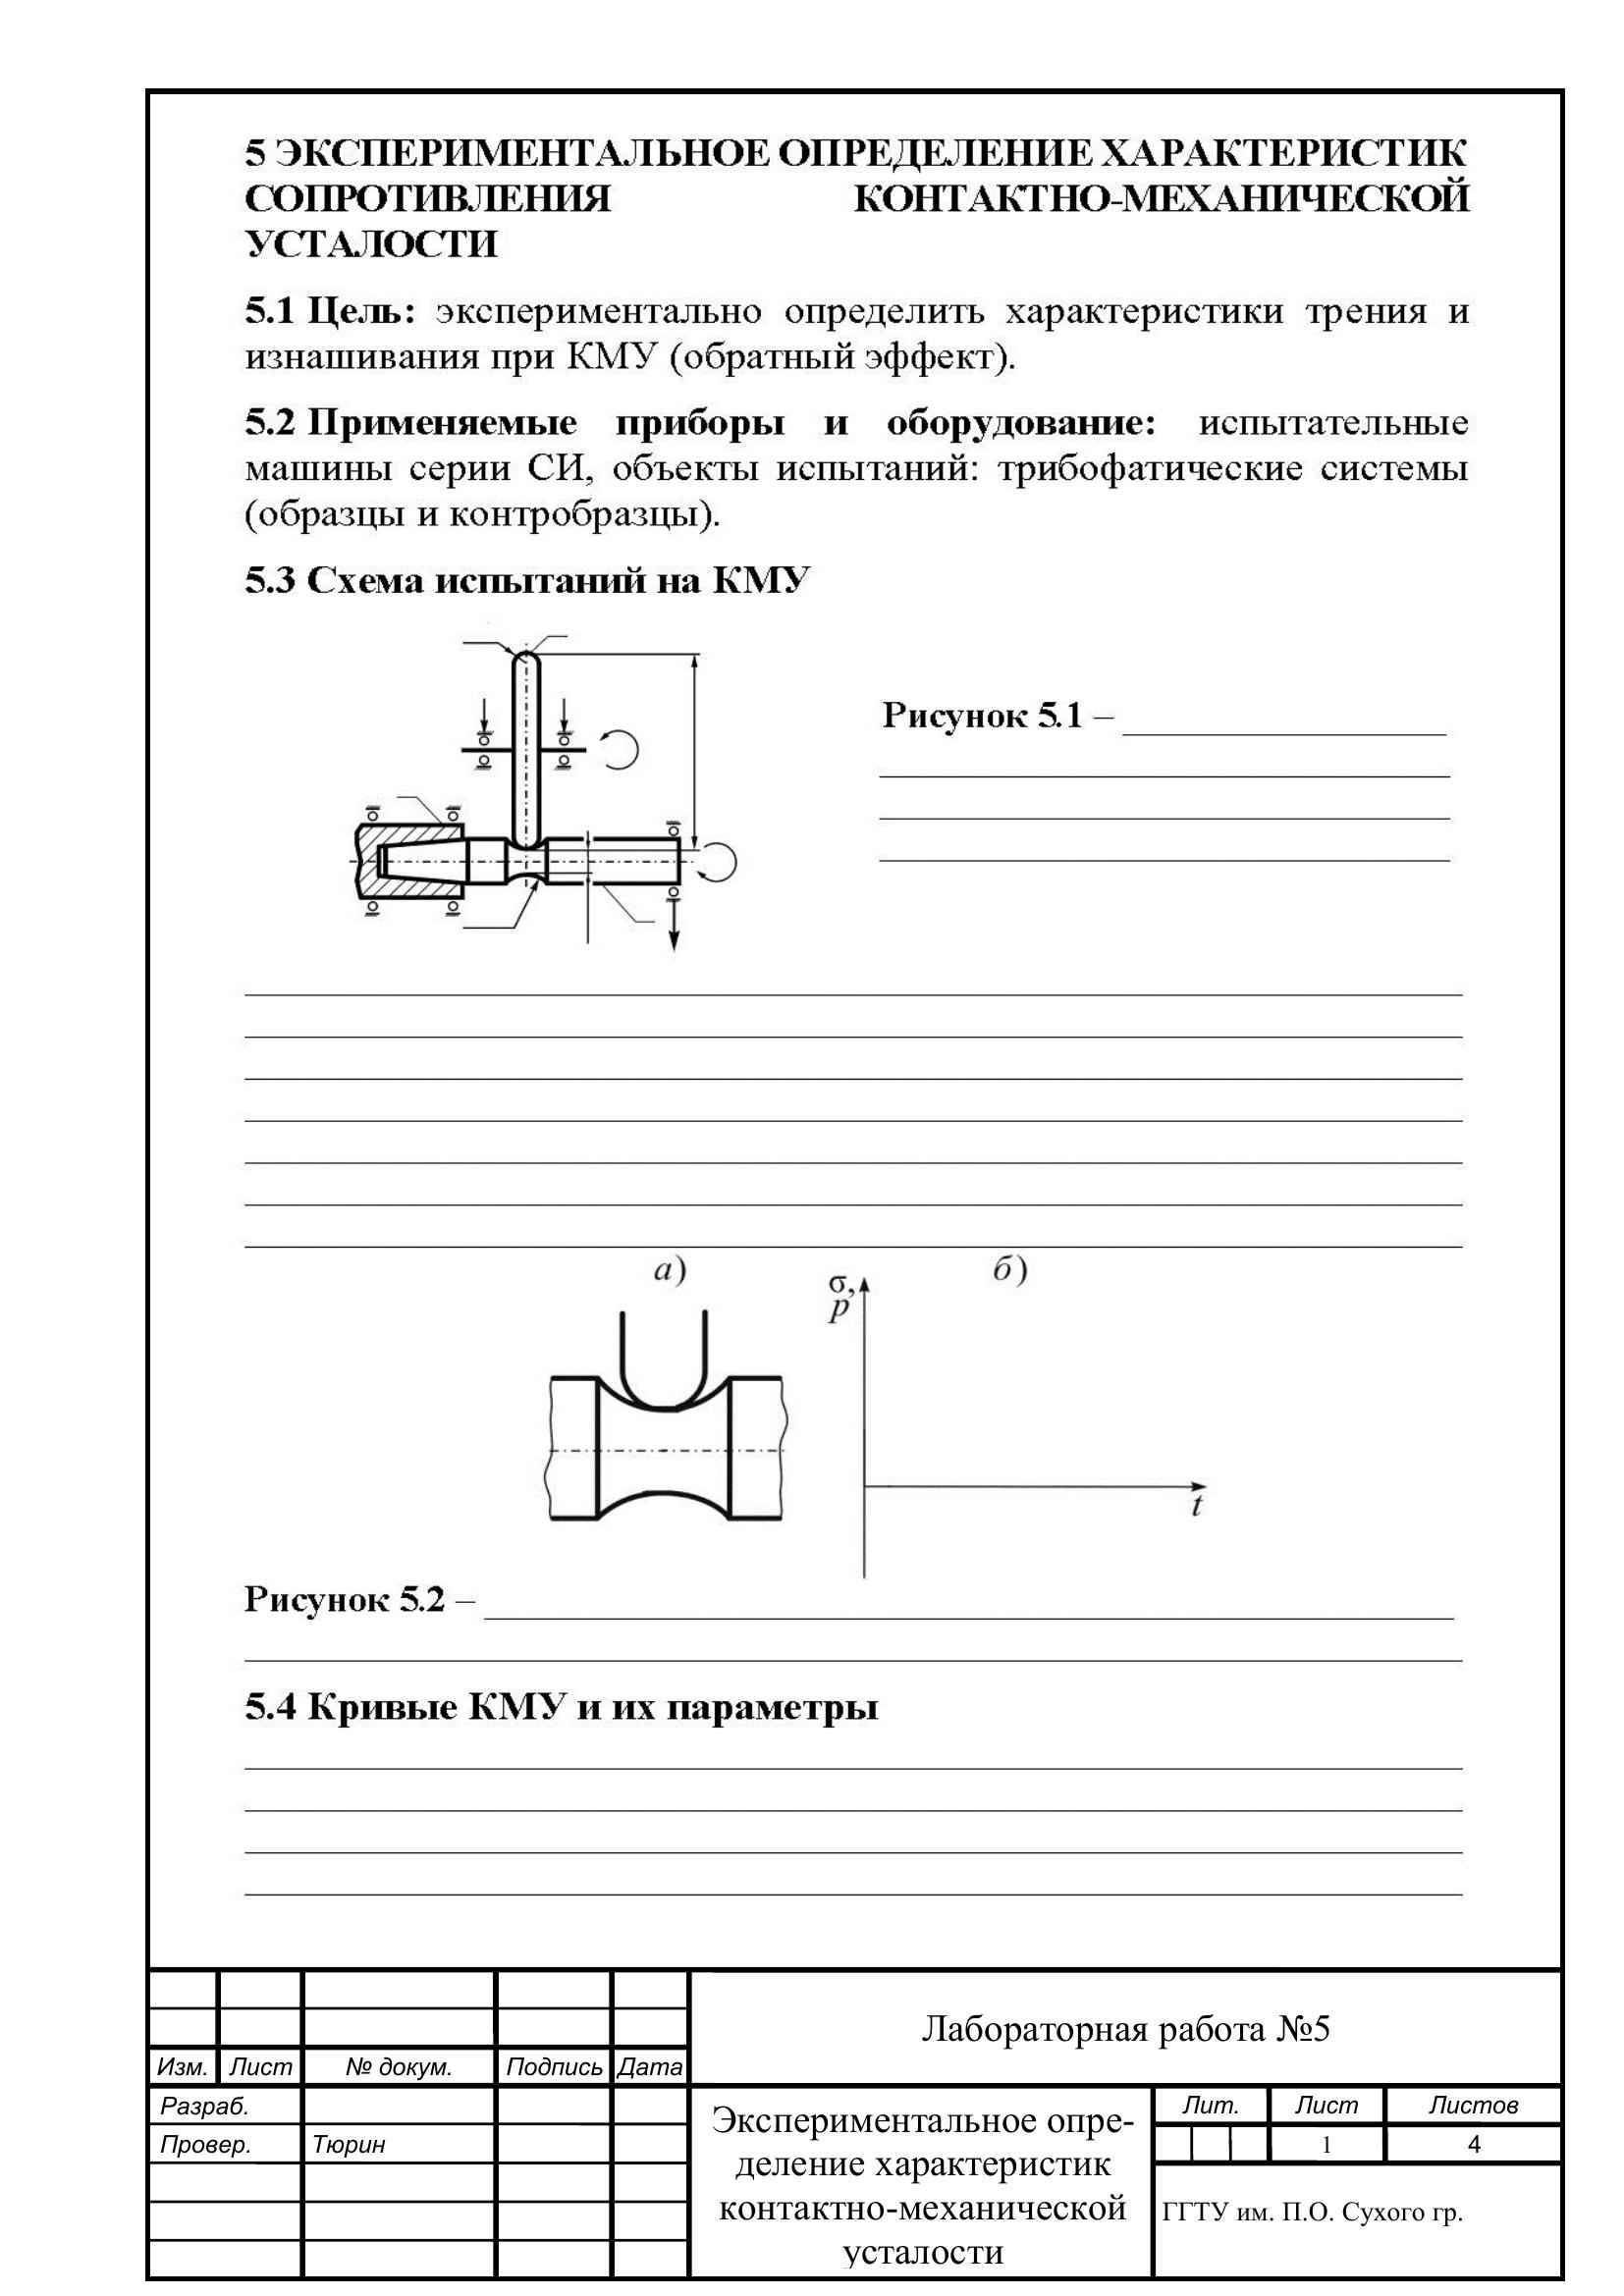 5 ЭКСПЕРИМЕНТАЛЬНОЕ ОПРЕДЕЛЕНИЕ ХАРАКТЕРИСТИК
СОПРОТИВЛЕНИЯ КОНТАКТНО-МЕХАНИЧЕСКОЙ
УСТАЛОСТИ
5.1 Цель: экспериментально определить характеристики трения и
изнашивания при КМУ (обратный эффект).
5.2 Применяемые приборы и оборудование: испытательные
машины серии СИ, объекты испытаний: трибофатические системы
(образцы и контробразцы).
5.3 Схема испытаний на КМУ
Рисунок 5.1 –
а) б)
σ,
p
t
Рисунок 5.2 –
5.4 Кривые КМУ и их параметры
Лабораторная работа №5
Изм. Лист № докум. Подпись Дата
Разраб.
Провер. Тюрин
Экспериментальное опре-
деление характеристик
контактно-механической
усталости
Лит. Лист Листов
1 4
ГГТУ им. П.О. Сухого гр.